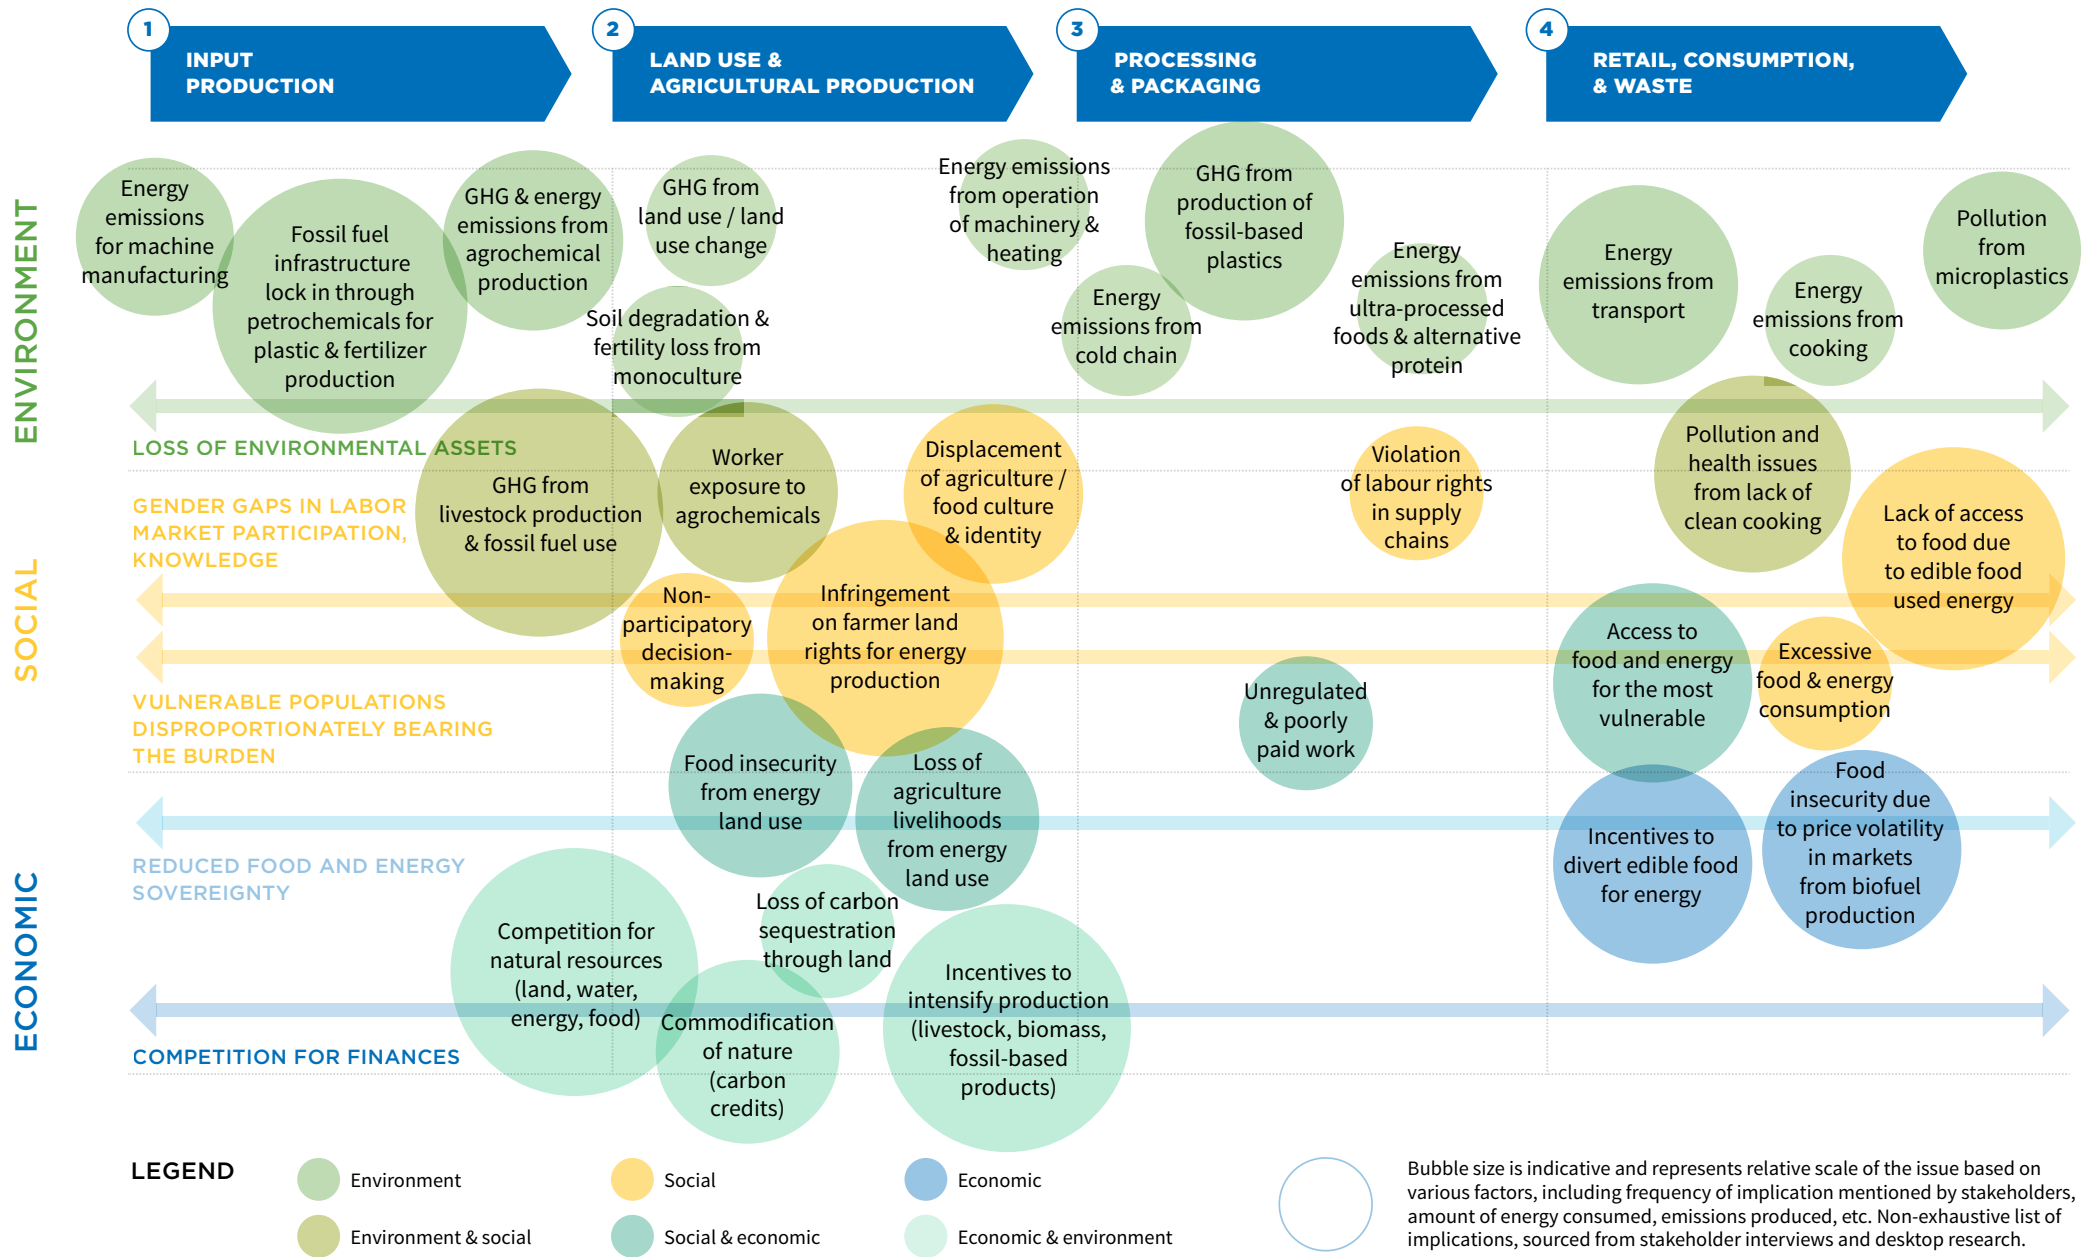 1
INPUT
PRODUCTION
2
LAND USE &
AGRICULTURAL PRODUCTION
3
PROCESSING
& PACKAGING
4
RETAIL, CONSUMPTION,
& WASTE
ENVIRONMENT
Energy
emissions
for machine
manufacturing
Fossil fuel
infrastructure
lock in through
petrochemicals for
plastic & fertilizer
production
GHG & energy
emissions from
agrochemical
production
GHG from
land use / land
use change
Soil degradation &
fertility loss from
monoculture
Energy emissions
from operation
of machinery &
heating
Energy
emissions from
cold chain
GHG from
production of
fossil-based
plastics
Energy
emissions from
ultra-processed
foods & alternative
protein
Energy
emissions from
transport
Energy
emissions from
cooking
Pollution
from
microplastics
LOSS OF ENVIRONMENTAL ASSETS
SOCIAL
GENDER GAPS IN LABOR
MARKET PARTICIPATION,
KNOWLEDGE
GHG from
livestock production
& fossil fuel use
Worker
exposure to
agrochemicals
Displacement
of agriculture /
food culture
& identity
Violation
of labour rights
in supply
chains
Pollution and
health issues
from lack of
clean cooking
Lack of access
to food due
to edible food
used energy
Non-
participatory
decision-
making
Infringement
on farmer land
rights for energy
production
Unregulated
& poorly
paid work
Access to
food and energy
for the most
vulnerable
Excessive
food & energy
consumption
VULNERABLE POPULATIONS
DISPROPORTIONATELY BEARING
THE BURDEN
ECONOMIC
Food insecurity
from energy
land use
Loss of
agriculture
livelihoods
from energy
land use
Incentives to
divert edible food
for energy
Food
insecurity due
to price volatility
in markets
from biofuel
production
REDUCED FOOD AND ENERGY
SOVEREIGNTY
Competition for
natural resources
(land, water,
energy, food)
Loss of carbon
sequestration
through land
Commodification
of nature
(carbon
credits)
Incentives to
intensify production
(livestock, biomass,
fossil-based
products)
COMPETITION FOR FINANCES
LEGEND
Environment
Social
Economic
Environment & social
Social & economic
Economic & environment
Bubble size is indicative and represents relative scale of the issue based on
various factors, including frequency of implication mentioned by stakeholders,
amount of energy consumed, emissions produced, etc. Non-exhaustive list of
implications, sourced from stakeholder interviews and desktop research.